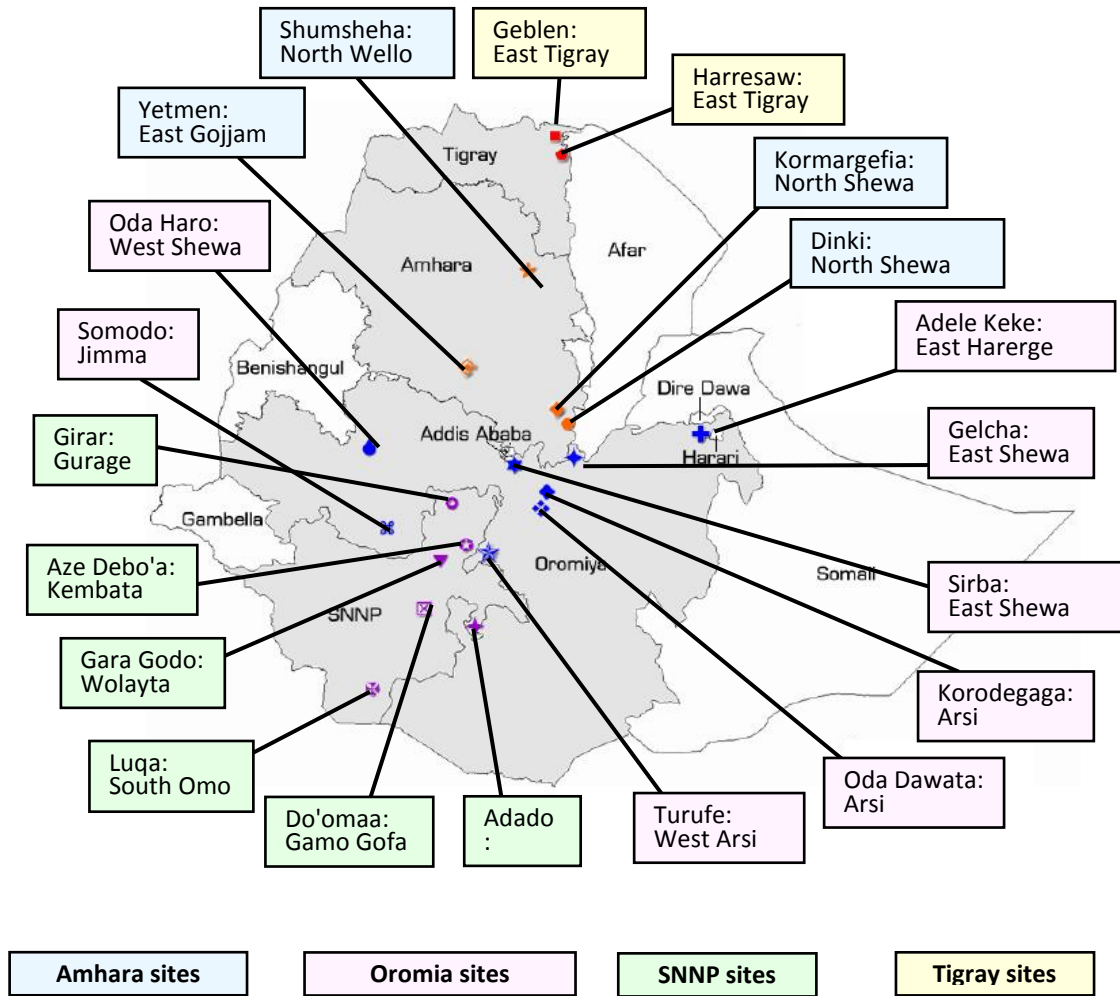 Shumsheha:
North Wello
Geblen:
East Tigray
Harresaw:
East Tigray
Yetmen:
East Gojjam
Kormargefia:
North Shewa
Tigray
Oda Haro:
West Shewa
Dinki:
North Shewa
Afar
Amhara
Adele Keke:
East Harerge
Somodo:
Jimma
Benishangul
Dire Dawa
Girar:
Gurage
Addis Ababa
Harari
Gelcha:
East Shewa
Gambella
Aze Debo'a:
Kembata
Oromiya
Somali
Sirba:
East Shewa
SNNP
Gara Godo:
Wolayta
Korodegaga:
Arsi
Luqa:
South Omo
Oda Dawata:
Arsi
Do'omaa:
Gamo Gofa
Adado
:
Turufe:
West Arsi
Amhara sites
Oromia sites
SNNP sites
Tigray sites